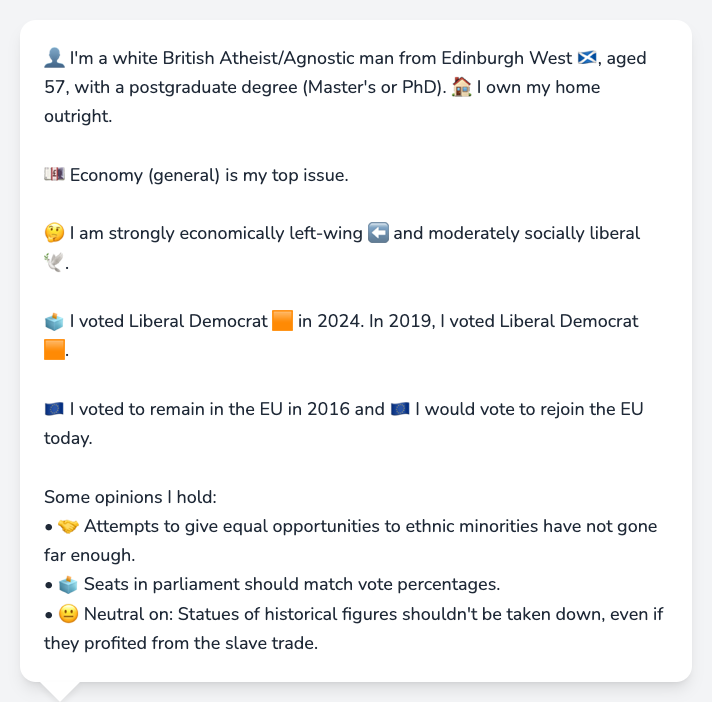 👤 I'm a white British Atheist/Agnostic man from Edinburgh West 🏴󠁧󠁢󠁳󠁣󠁴󠁿, aged
57, with a postgraduate degree (Master's or PhD). 🏠 I own my home
outright.
💷 Economy (general) is my top issue.
🤔 I am strongly economically left-wing ⬅️ and moderately socially liberal
🕊️.
🗳️ I voted Liberal Democrat 🟧 in 2024. In 2019, I voted Liberal Democrat
🟧.
🇪🇺 I voted to remain in the EU in 2016 and 🇪🇺 I would vote to rejoin the EU
today.
Some opinions I hold:
• 🤝 Attempts to give equal opportunities to ethnic minorities have not gone
far enough.
• 🗳️ Seats in parliament should match vote percentages.
• 😐 Neutral on: Statues of historical figures shouldn't be taken down, even if
they profited from the slave trade.